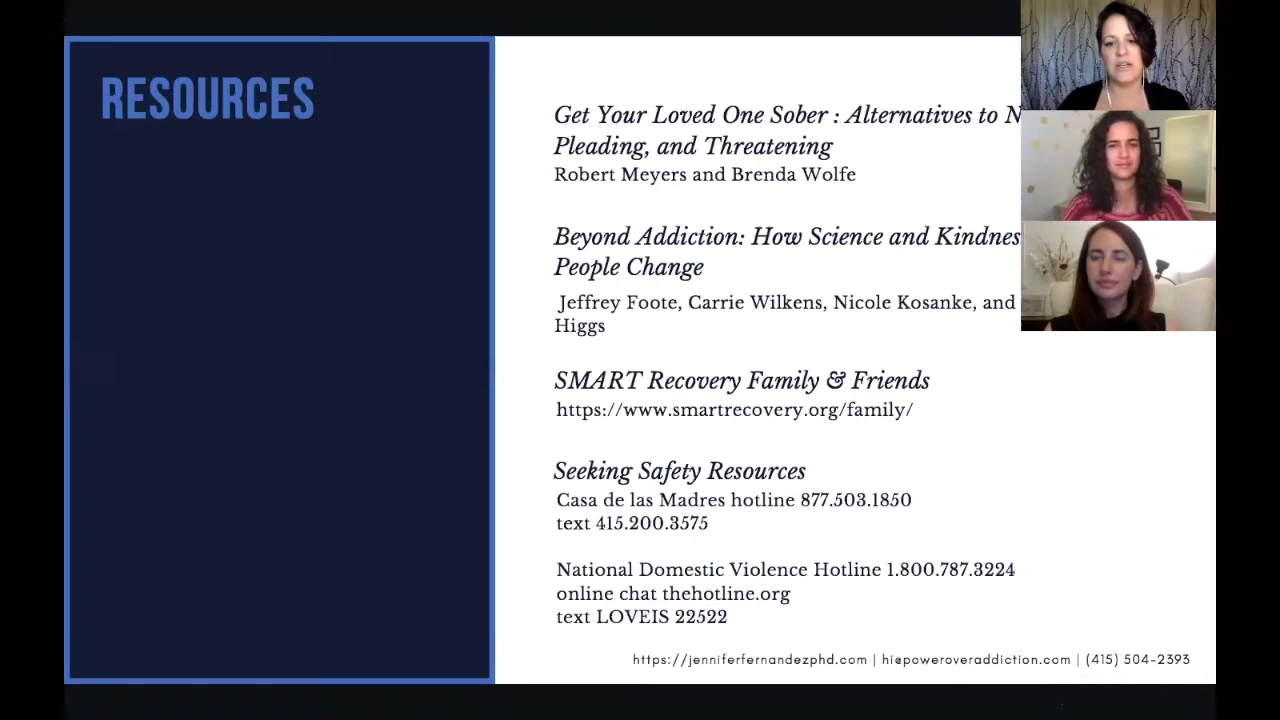 RESOURCES
Get Your Loved One Sober : Alternatives to
Pleading, and Threatening
Robert Meyers and Brenda Wolfe
Beyond Addiction: How Science and
People Change
Jeffrey Foote, Carrie Wilkens, Nicole Kosanke, and
Higgs
SMART Recovery Family & Friends
https://www.smartrecovery.org/family/
Seeking Safety Resources
Casa de las Madres hotline 877.503.1850
text 415.200.3575
National Domestic Violence Hotline 1.800.787.3224
online chat thehotline.org
text LOVEIS 22522
https://jenniferfernandezphd.com | hi@poweroveraddiction.com | (415) 504-2393